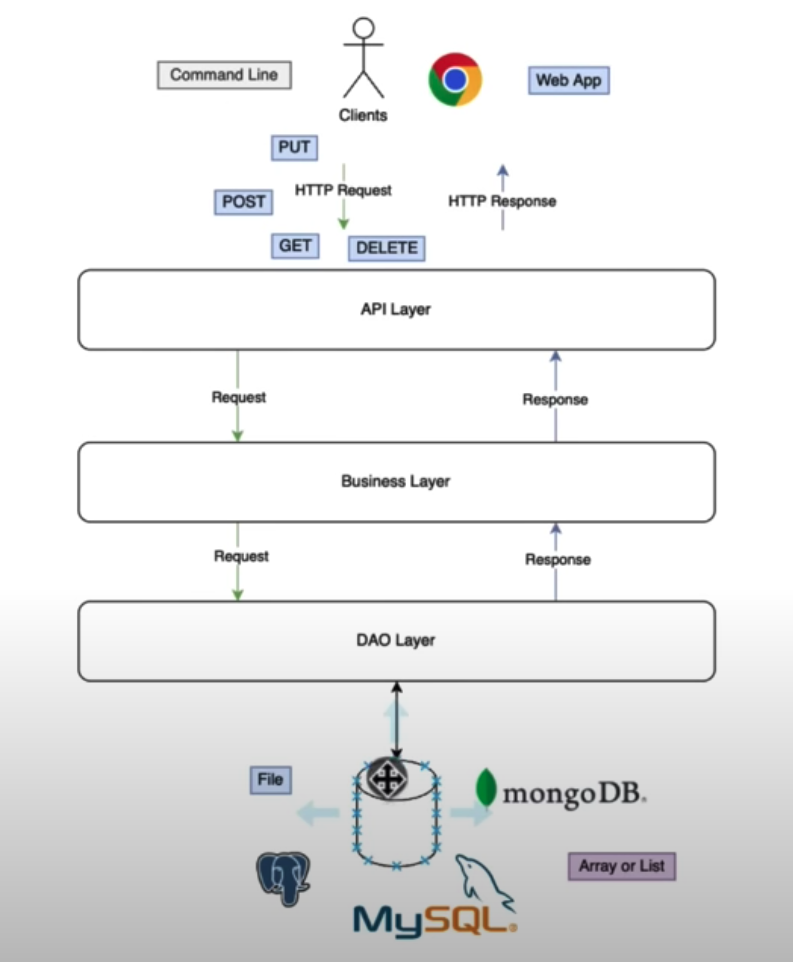 Command Line
Web App
Clients
PUT
HTTP Request
POST
HTTP Response
GET
DELETE
API Layer
Request
Response
Business Layer
Request
Response
DAO Layer
File
mongoDB.
Array or List
MySQL®